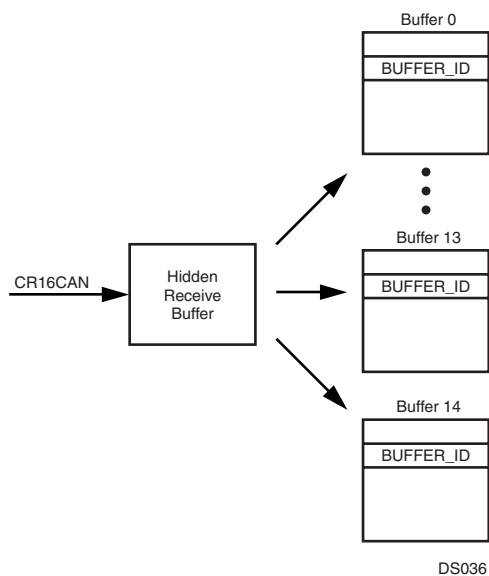 Buffer 0
BUFFER_ID
Buffer 13
CR16CAN
Hidden
Receive
Buffer
BUFFER_ID
Buffer 14
BUFFER_ID
DS036